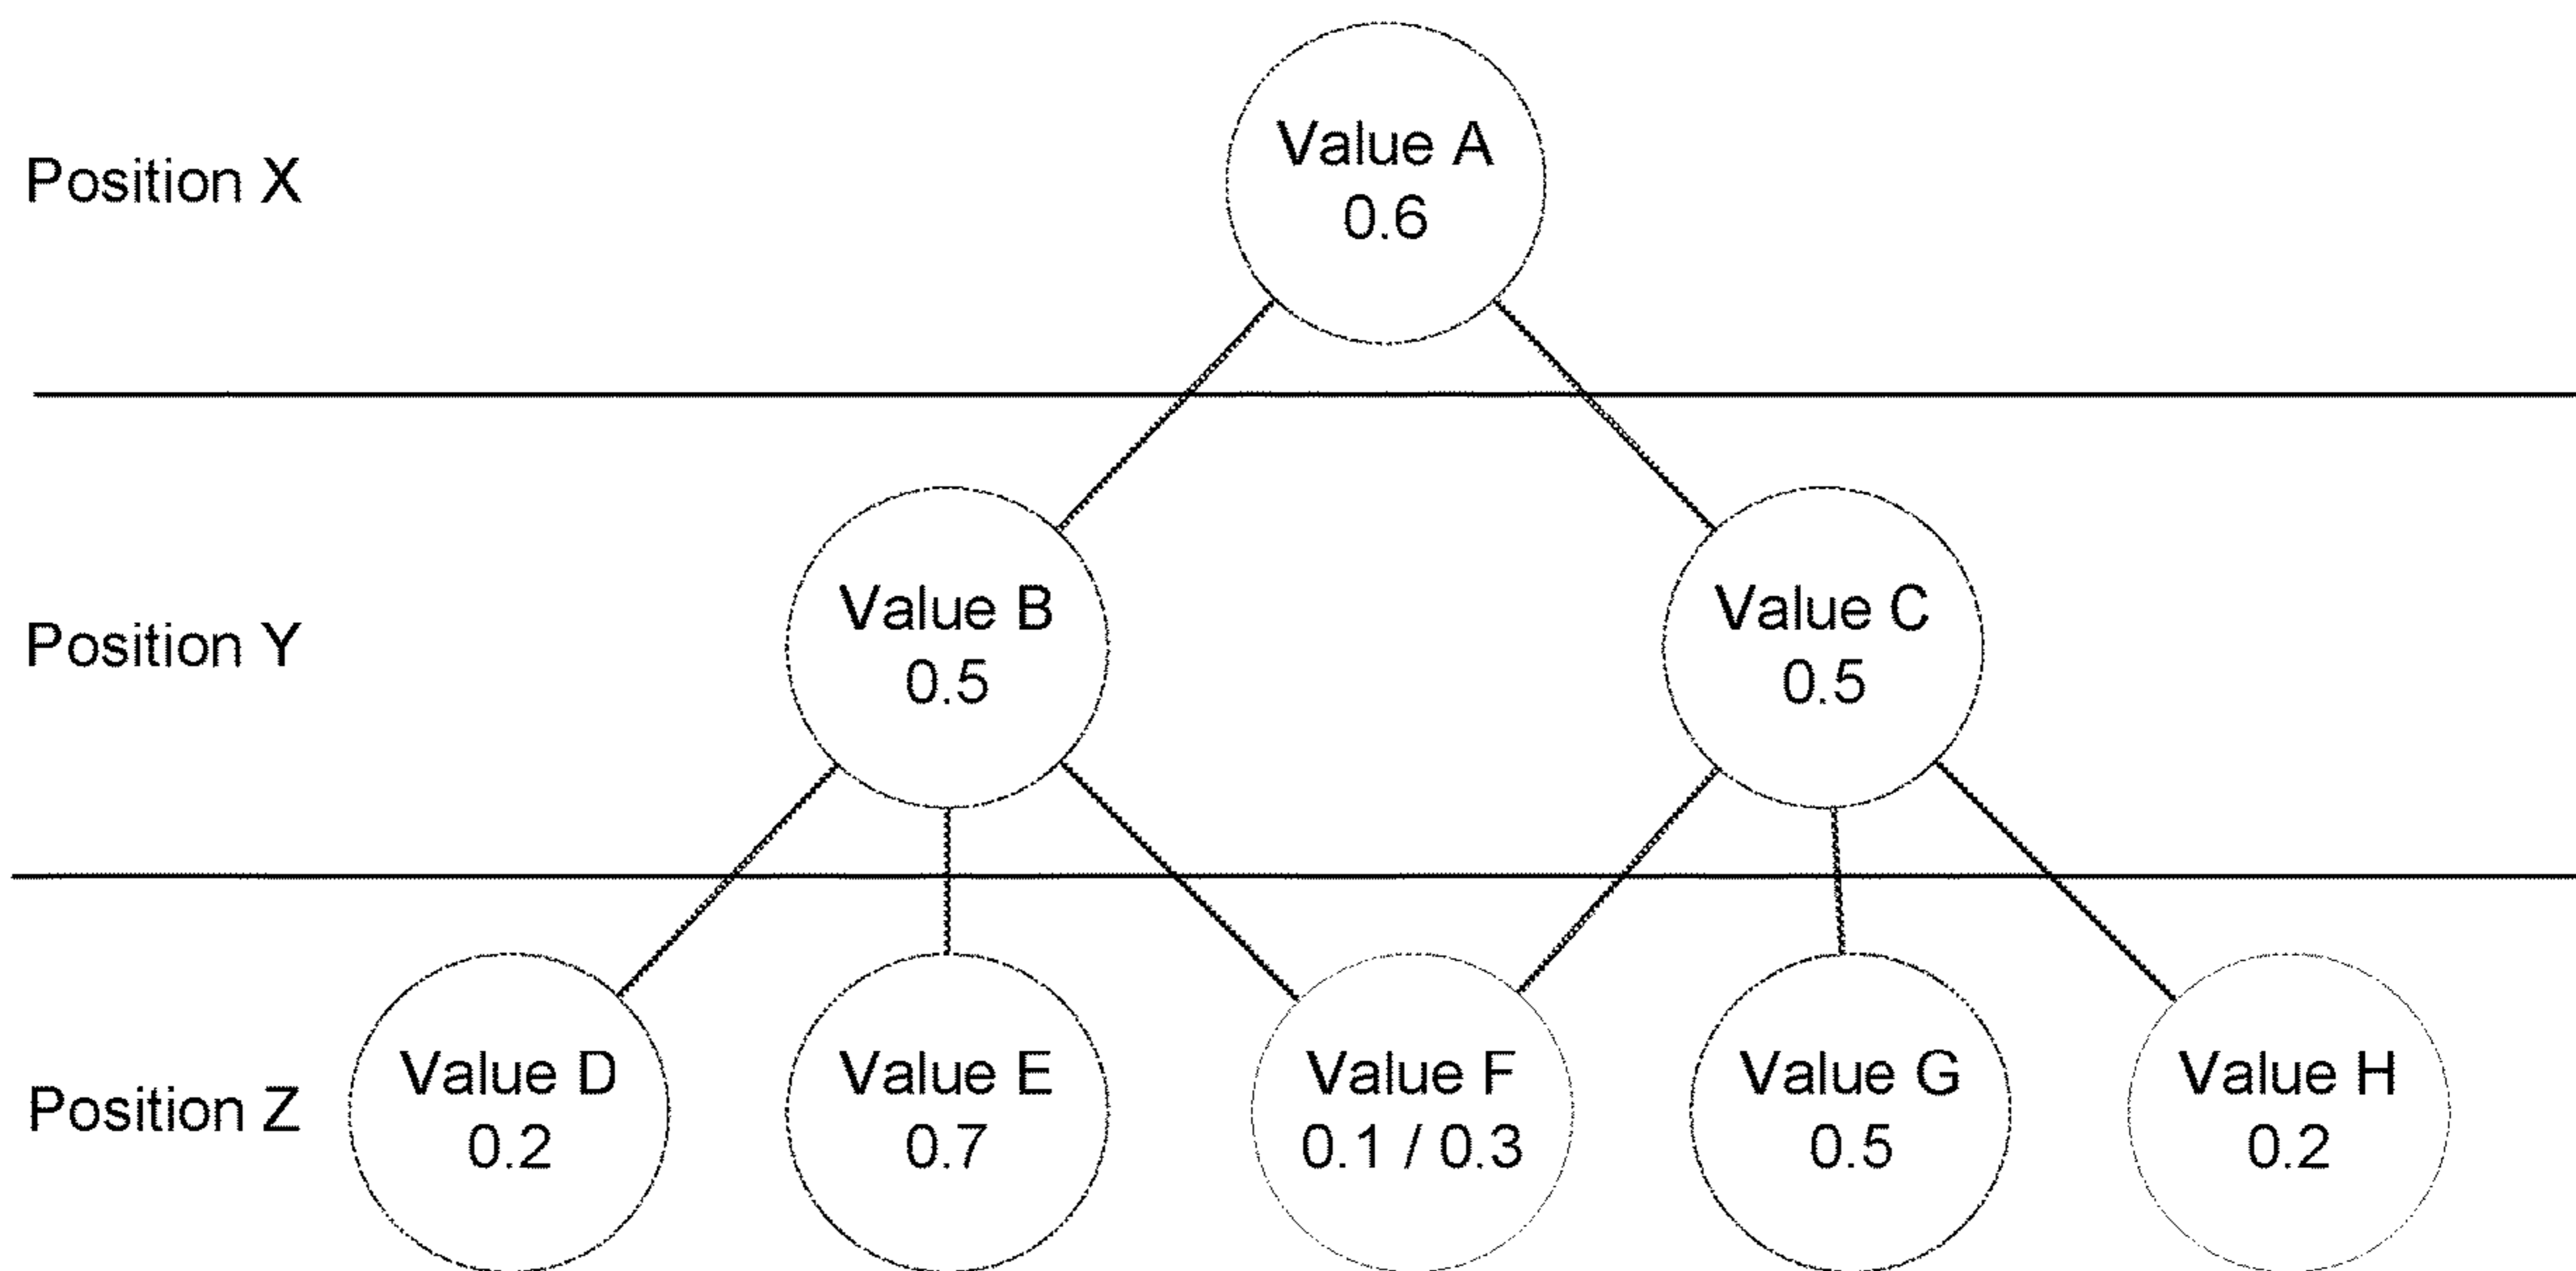 Value A
0.6
Position X
Value B
0.5
Value C
0.5
Position Y
Value D
0.2
Value E
0.7
Value F
0.1 / 0.3
Value G
0.5
Value H
0.2
Position Z